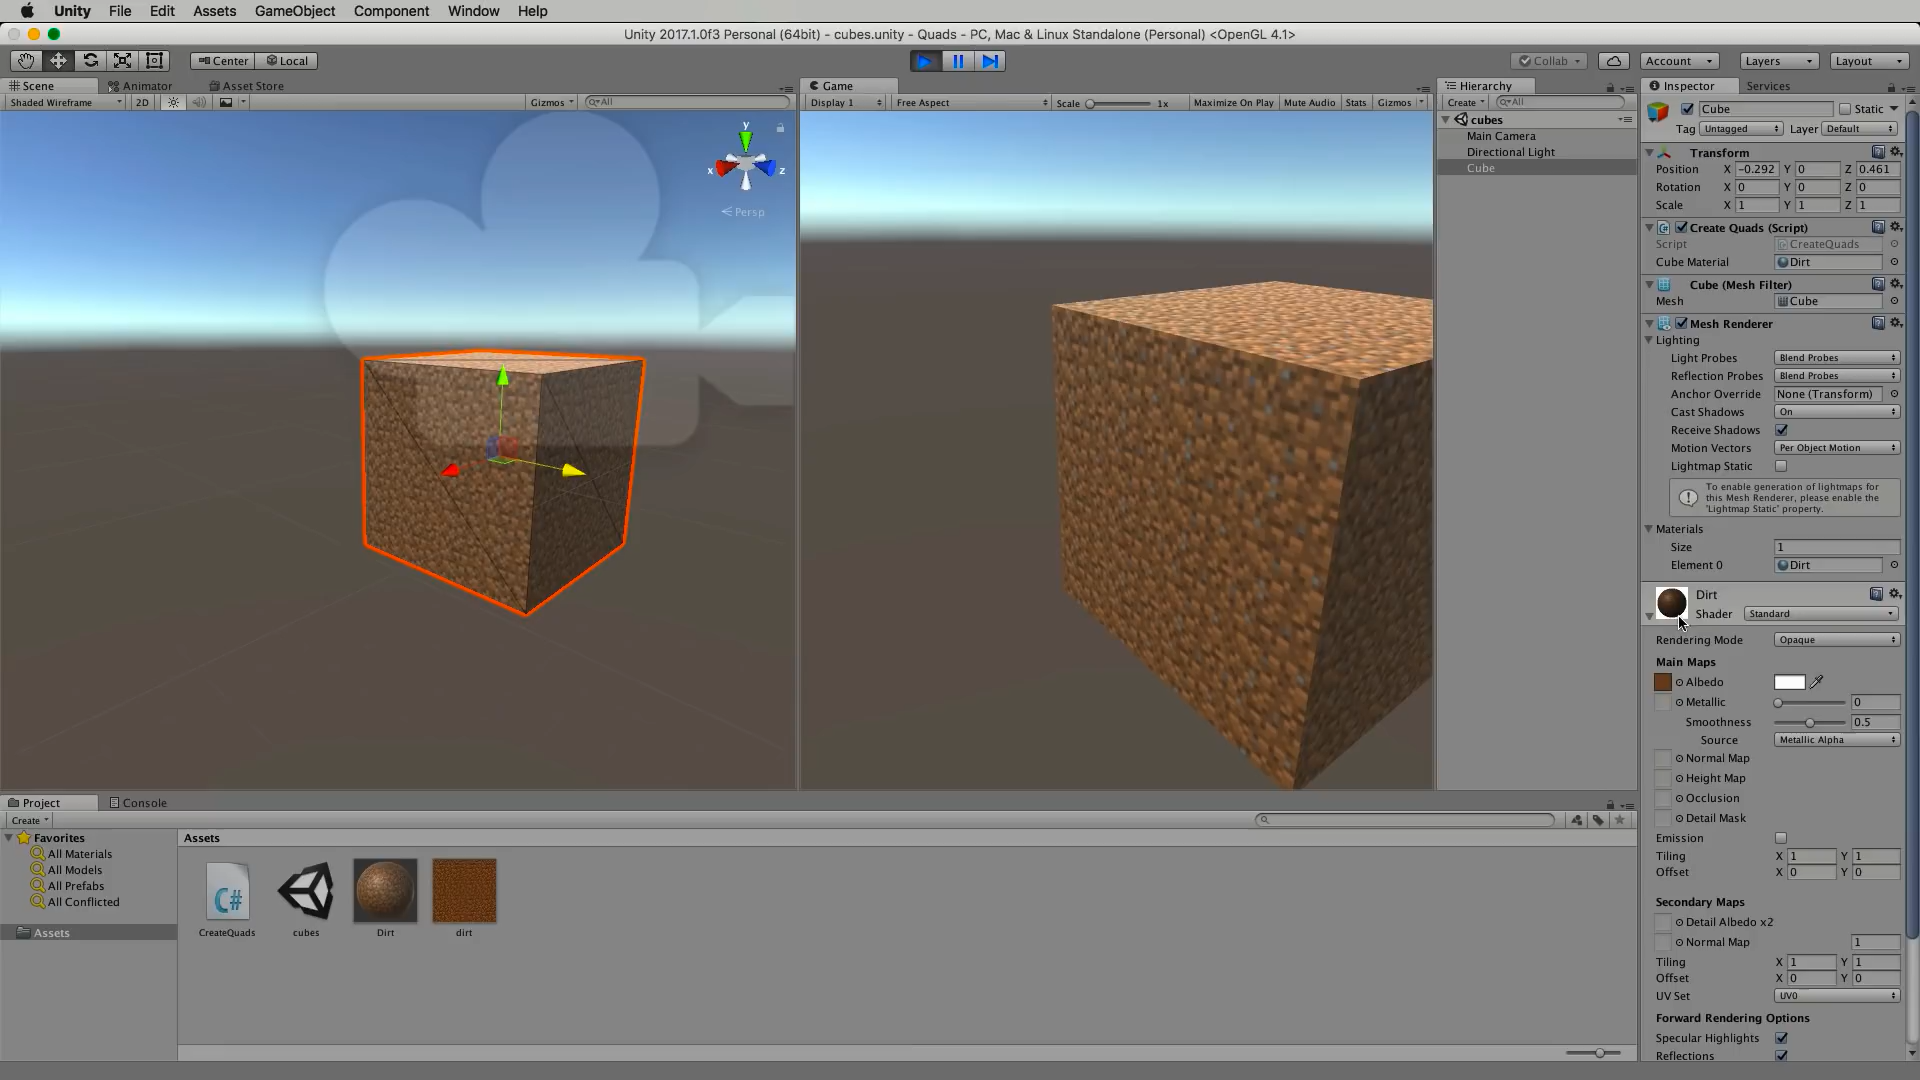 Unity File Edit Assets GameObject Component Window Help
Unity 2017.1.0f3 Personal (64bit) - cubes.unity - Quads - PC, Mac & Linux Standalone (Personal) <OpenGL 4.1>
Center Local Collab Account Layers Layout
Scene Animator Asset Store
Shaded Wireframe 2D Gizmos All
y
x z
Persp
Game
Display 1 Free Aspect Scale 1x Maximize On Play Mute Audio Stats Gizmos
Hierarchy
Create All
cubes
Main Camera
Directional Light
Cube
Inspector Services
Cube Static
Tag Untagged Layer Default
Transform
Position X -0.292 Y 0 Z 0.461
Rotation X 0 Y 0 Z 0
Scale X 1 Y 1 Z 1
Create Quads (Script)
Script CreateQuads
Cube Material Dirt
Cube (Mesh Filter)
Mesh Cube
Mesh Renderer
Lighting
Light Probes Blend Probes
Reflection Probes Blend Probes
Anchor Override None (Transform)
Cast Shadows On
Receive Shadows
Motion Vectors Per Object Motion
Lightmap Static
To enable generation of lightmaps for
this Mesh Renderer, please enable the
'Lightmap Static' property.
Materials
Size 1
Element 0 Dirt
Dirt
Shader Standard
Rendering Mode Opaque
Main Maps
Albedo
Metallic 0
Smoothness 0.5
Source Metallic Alpha
Normal Map
Height Map
Occlusion
Detail Mask
Emission
Tiling X 1 Y 1
Offset X 0 Y 0
Secondary Maps
Detail Albedo x2
Normal Map 1
Tiling X 1 Y 1
Offset X 0 Y 0
UV Set UV0
Forward Rendering Options
Specular Highlights
Reflections
Project Console
Create
Favorites
All Materials
All Models
All Prefabs
All Conflicted
Assets
Assets
C#
CreateQuads cubes Dirt dirt